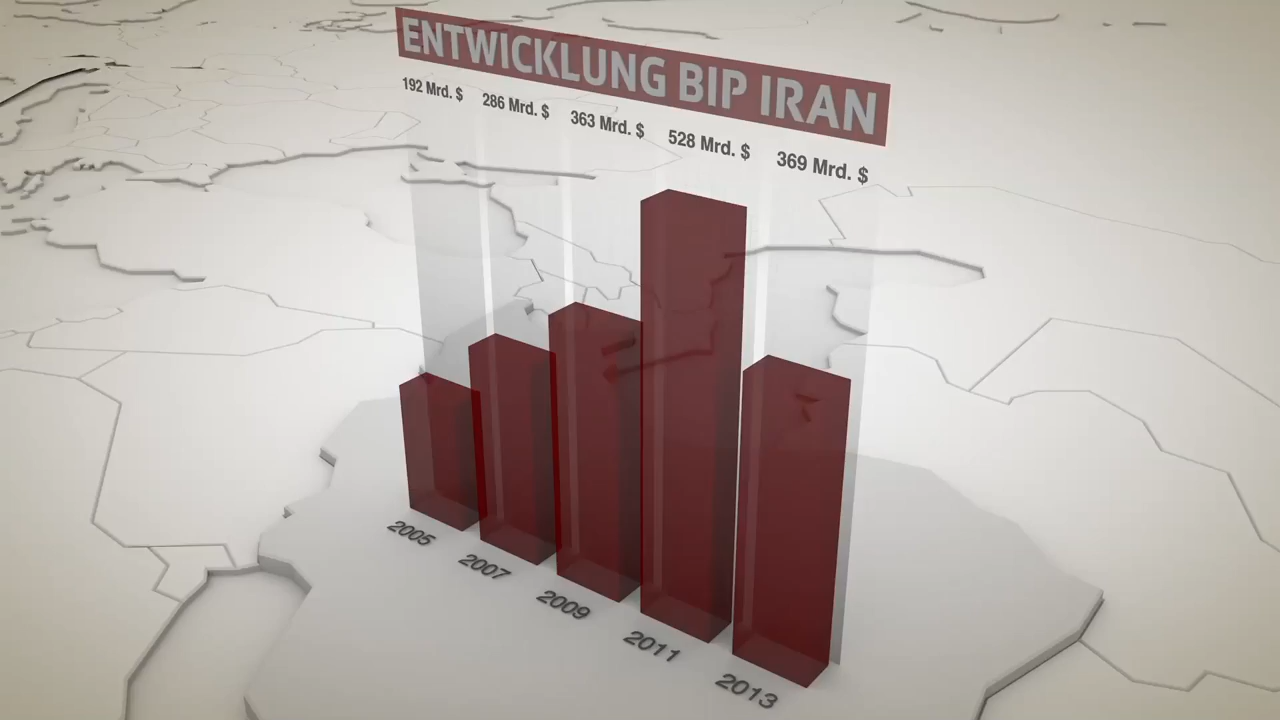 ENTWICKLUNG BIP IRAN
192 Mrd. $ 286 Mrd. $ 363 Mrd. $ 528 Mrd. $ 369 Mrd. $
2005 2007 2009 2011 2013